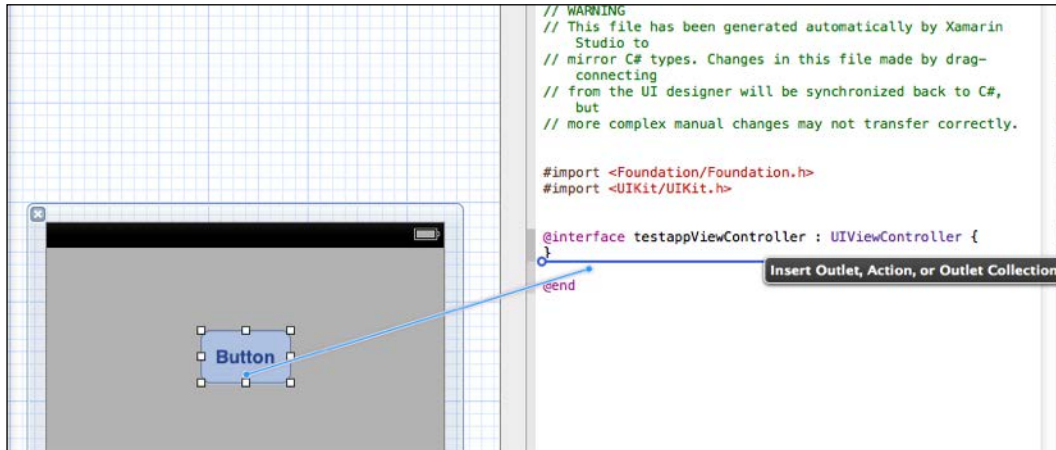 // WARNING
// This file has been generated automatically by Xamarin
Studio to
// mirror C# types. Changes in this file made by drag-
connecting
// from the UI designer will be synchronized back to C#,
but
// more complex manual changes may not transfer correctly.
#import <Foundation/Foundation.h>
#import <UIKit/UIKit.h>
@interface testappViewController : UIViewController {
}
Insert Outlet, Action, or Outlet Collection
@end
Button